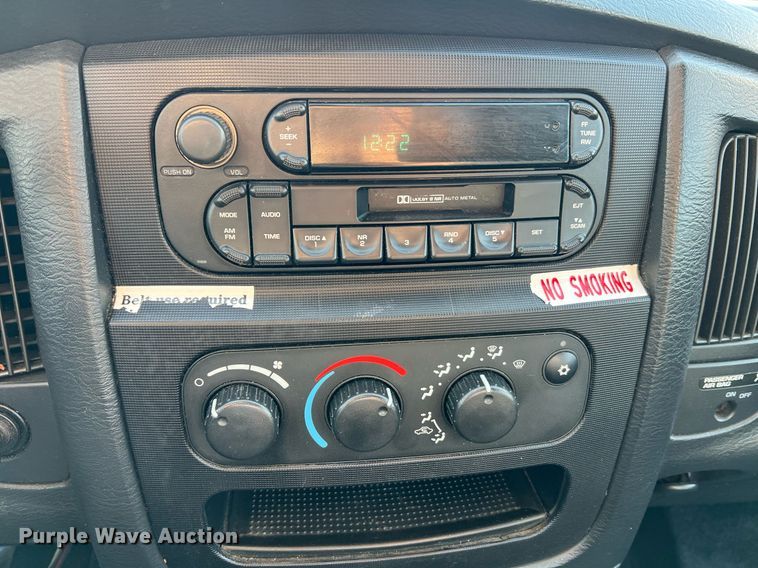 +
SEEK
−
12:22
FF
TUNE
RW
PUSH ON VOL
MODE
AM
FM
AUDIO
TIME
DOLBY B NR AUTO METAL
DISC ▲
1
NR
2
3
RND
4
DISC ▼
5
SET
EJT
▼▲
SCAN
Belt use required
NO SMOKING
PASSENGER
AIR BAG
ON OFF
Purple Wave Auction